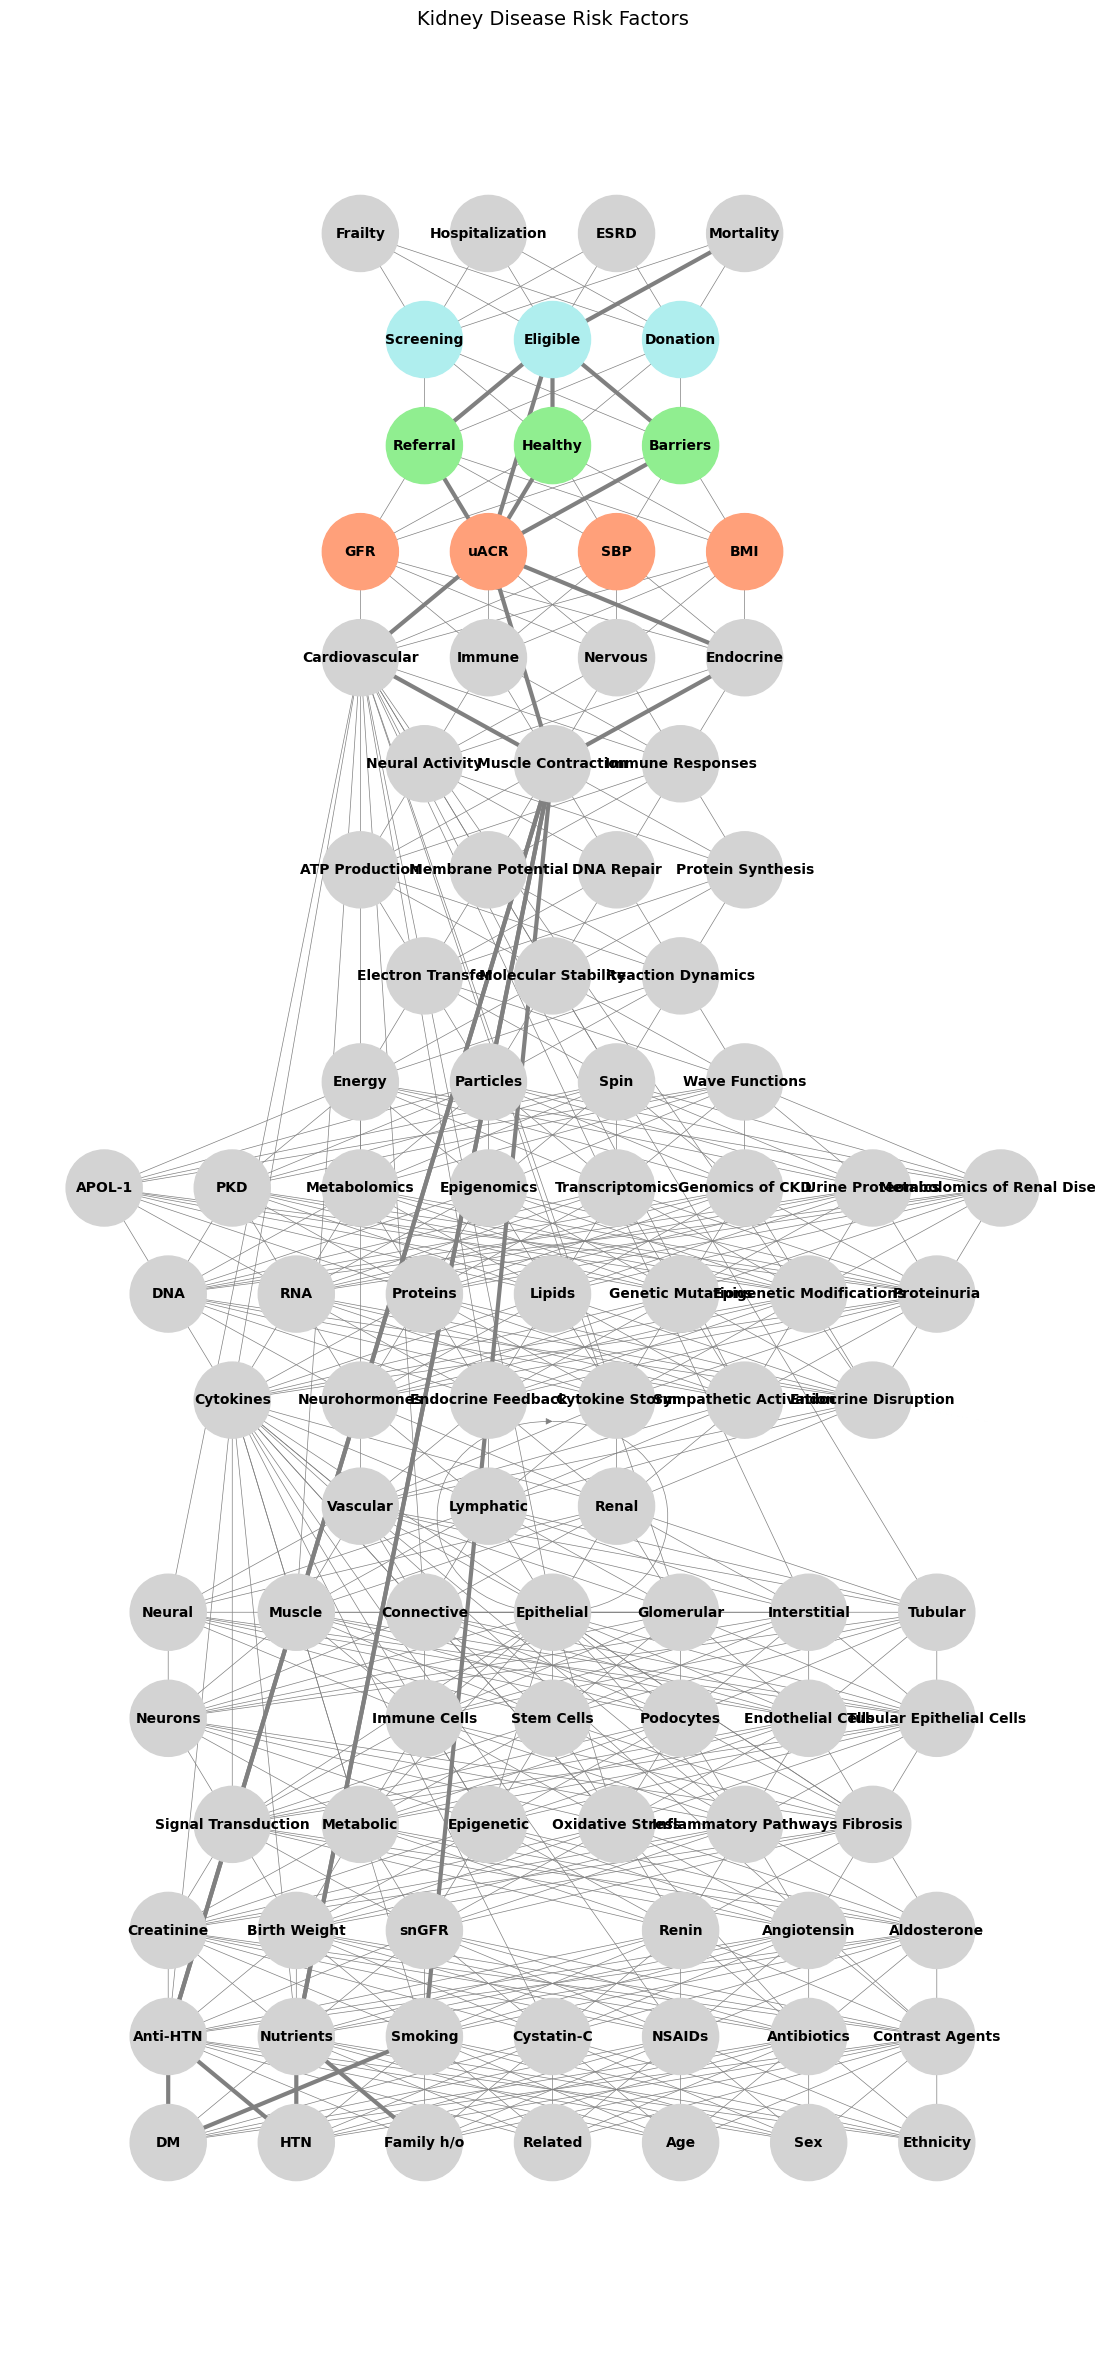 Kidney Disease Risk Factors
Frailty Hospitalization ESRD Mortality
Screening Eligible Donation
Referral Healthy Barriers
GFR uACR SBP BMI
Cardiovascular Immune Nervous Endocrine
Neural Activity Muscle Contraction Immune Responses
ATP Production Membrane Potential DNA Repair Protein Synthesis
Electron Transfer Molecular Stability Reaction Dynamics
Energy Particles Spin Wave Functions
APOL-1 PKD Metabolomics Epigenomics Transcriptomics Genomics of CKD Urine Proteomics Metabolomics of Renal Dise
DNA RNA Proteins Lipids Genetic Mutations Epigenetic Modifications Proteinuria
Cytokines Neurohormones Endocrine Feedback Cytokine Storm Sympathetic Activation Endocrine Disruption
Vascular Lymphatic Renal
Neural Muscle Connective Epithelial Glomerular Interstitial Tubular
Neurons Immune Cells Stem Cells Podocytes Endothelial Cells Tubular Epithelial Cells
Signal Transduction Metabolic Epigenetic Oxidative Stress Inflammatory Pathways Fibrosis
Creatinine Birth Weight snGFR Renin Angiotensin Aldosterone
Anti-HTN Nutrients Smoking Cystatin-C NSAIDs Antibiotics Contrast Agents
DM HTN Family h/o Related Age Sex Ethnicity